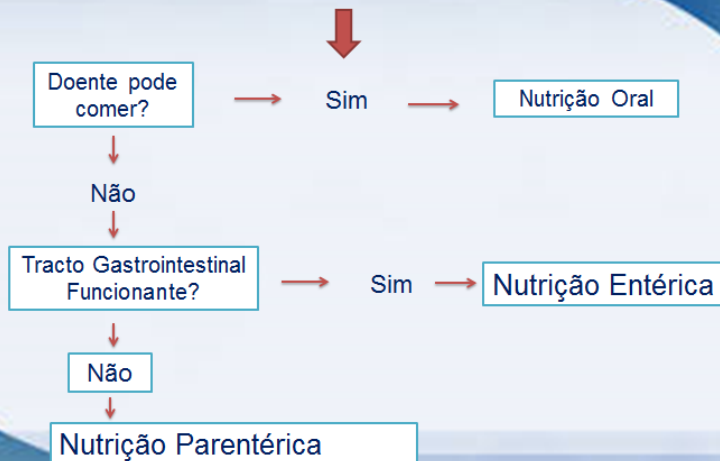 Doente pode
comer?
Sim
Nutrição Oral
Não
Tracto Gastrointestinal
Funcionante?
Sim
Nutrição Entérica
Não
Nutrição Parentérica